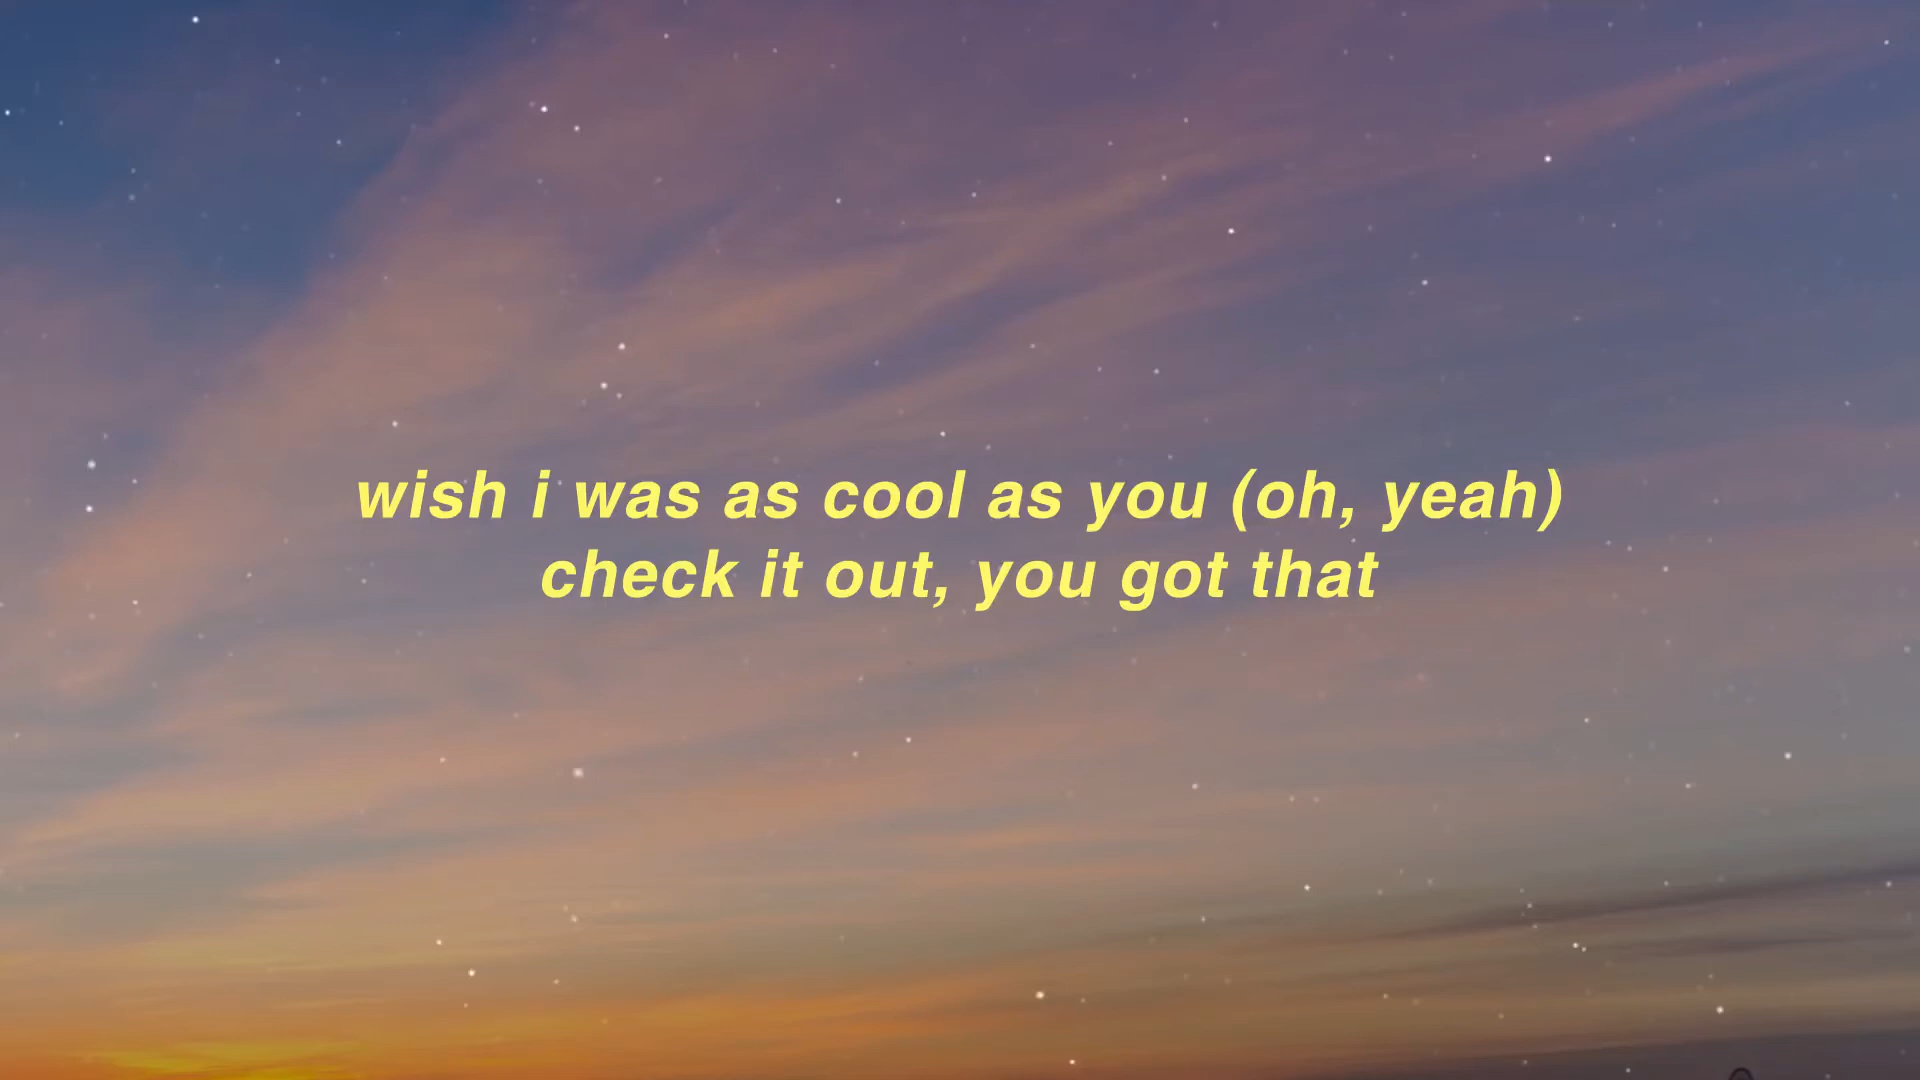 wish i was as cool as you (oh, yeah)
check it out, you got that